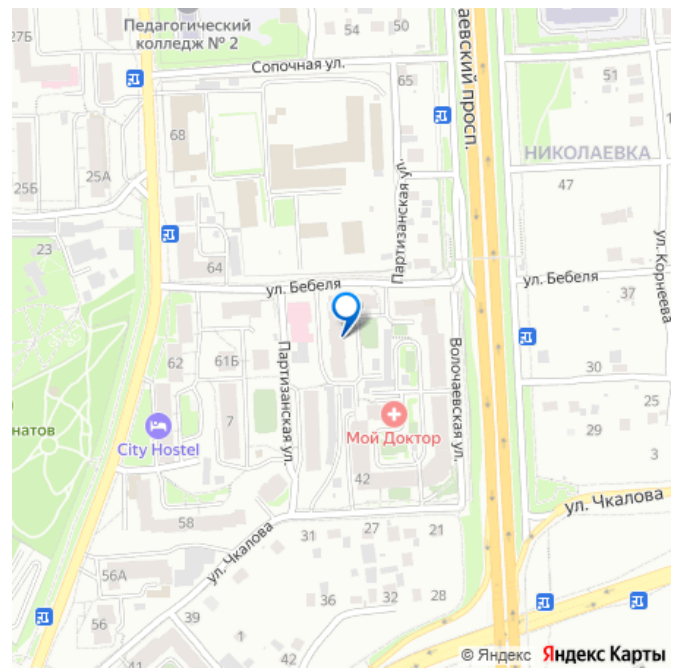 Педагогический
колледж № 2
27Б
54
50
аевский просп.
Сопочная ул.
65
51
68
НИКОЛАЕВКА
25А
25Б
47
Партизанская ул.
23
64
ул. Бебеля
ул. Бебеля
37
ул. Корнеева
62
61Б
Партизанская ул.
Волочаевская ул.
30
натов
7
25
City Hostel
Мой Доктор
29
3
42
ул. Чкалова
58
31
27
21
ул. Чкалова
56А
36
32
28
56
39
1
41
42
© Яндекс Яндекс Карты